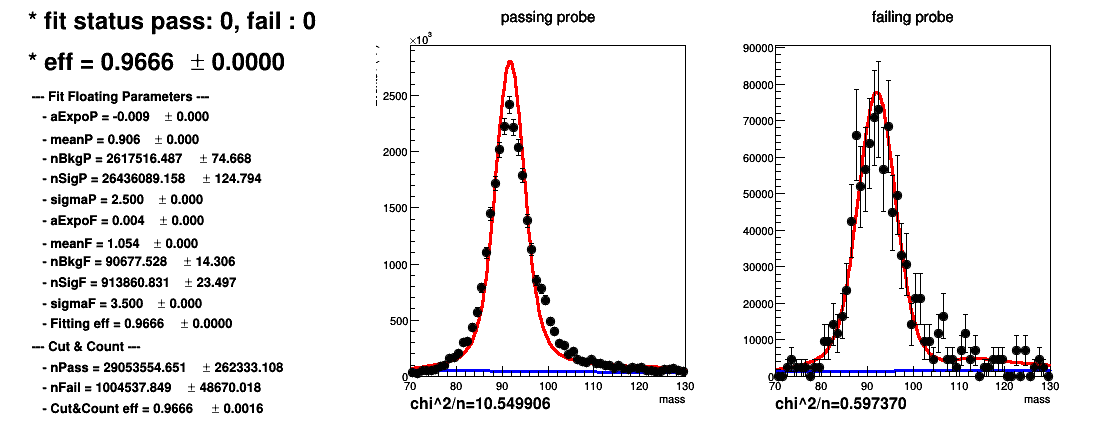 * fit status pass: 0, fail : 0
* eff = 0.9666 ± 0.0000
--- Fit Floating Parameters ---
- aExpoP = -0.009 ± 0.000
- meanP = 0.906 ± 0.000
- nBkgP = 2617516.487 ± 74.668
- nSigP = 26436089.158 ± 124.794
- sigmaP = 2.500 ± 0.000
- aExpoF = 0.004 ± 0.000
- meanF = 1.054 ± 0.000
- nBkgF = 90677.528 ± 14.306
- nSigF = 913860.831 ± 23.497
- sigmaF = 3.500 ± 0.000
- Fitting eff = 0.9666 ± 0.0000
--- Cut & Count ---
- nPass = 29053554.651 ± 262333.108
- nFail = 1004537.849 ± 48670.018
- Cut&Count eff = 0.9666 ± 0.0016
passing probe
×10³
2500
2000
1500
1000
500
0
70 80 90 100 110 120 130
mass
chi^2/n=10.549906
failing probe
90000
80000
70000
60000
50000
40000
30000
20000
10000
0
70 80 90 100 110 120 130
mass
chi^2/n=0.597370